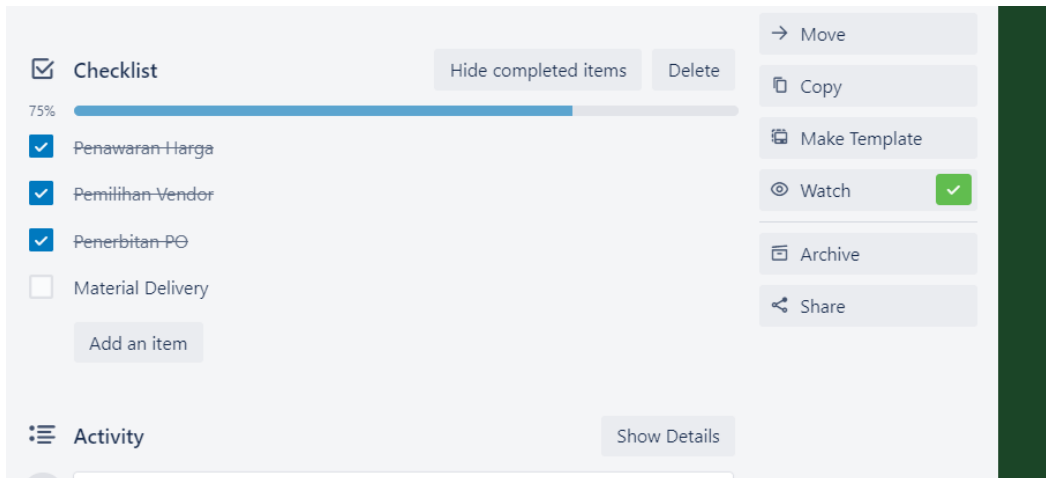 Checklist
Hide completed items
Delete
75%
Penawaran Harga
Pemilihan Vendor
Penerbitan PO
Material Delivery
Add an item
Activity
Show Details
Move
Copy
Make Template
Watch
Archive
Share